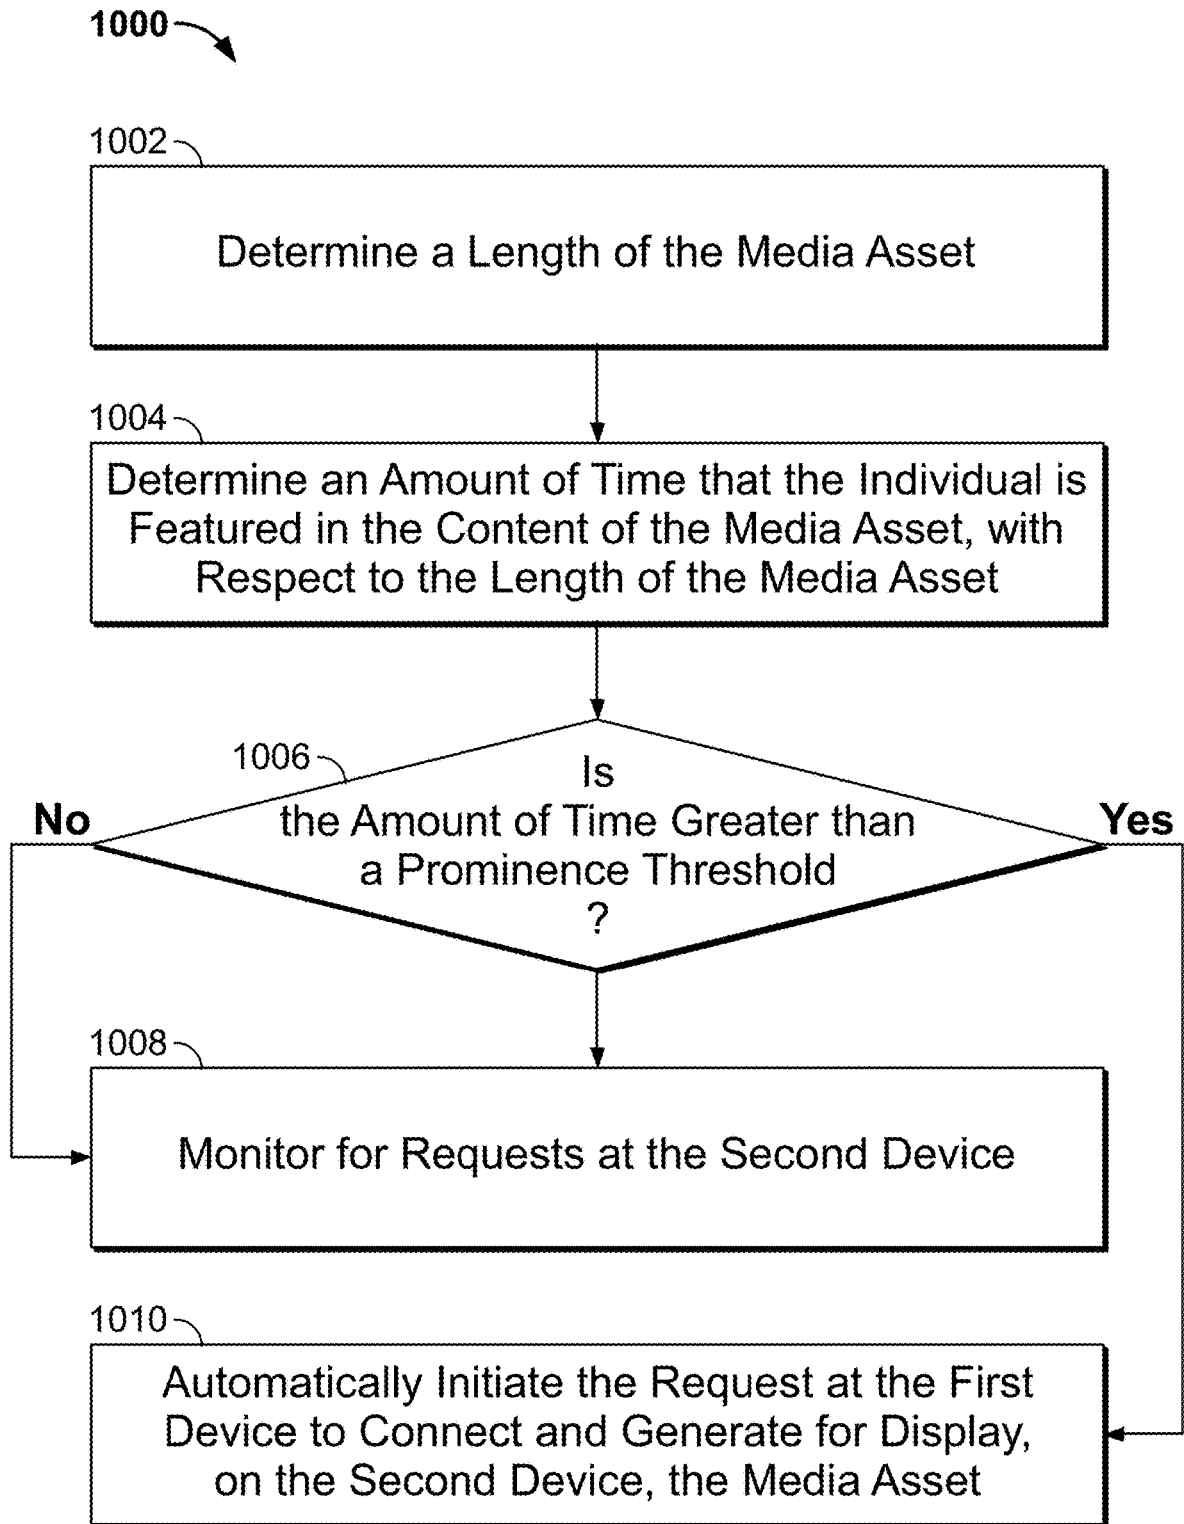 1000
1002
Determine a Length of the Media Asset
1004
Determine an Amount of Time that the Individual is
Featured in the Content of the Media Asset, with
Respect to the Length of the Media Asset
1006
Is
the Amount of Time Greater than
a Prominence Threshold
?
No
Yes
1008
Monitor for Requests at the Second Device
1010
Automatically Initiate the Request at the First
Device to Connect and Generate for Display,
on the Second Device, the Media Asset